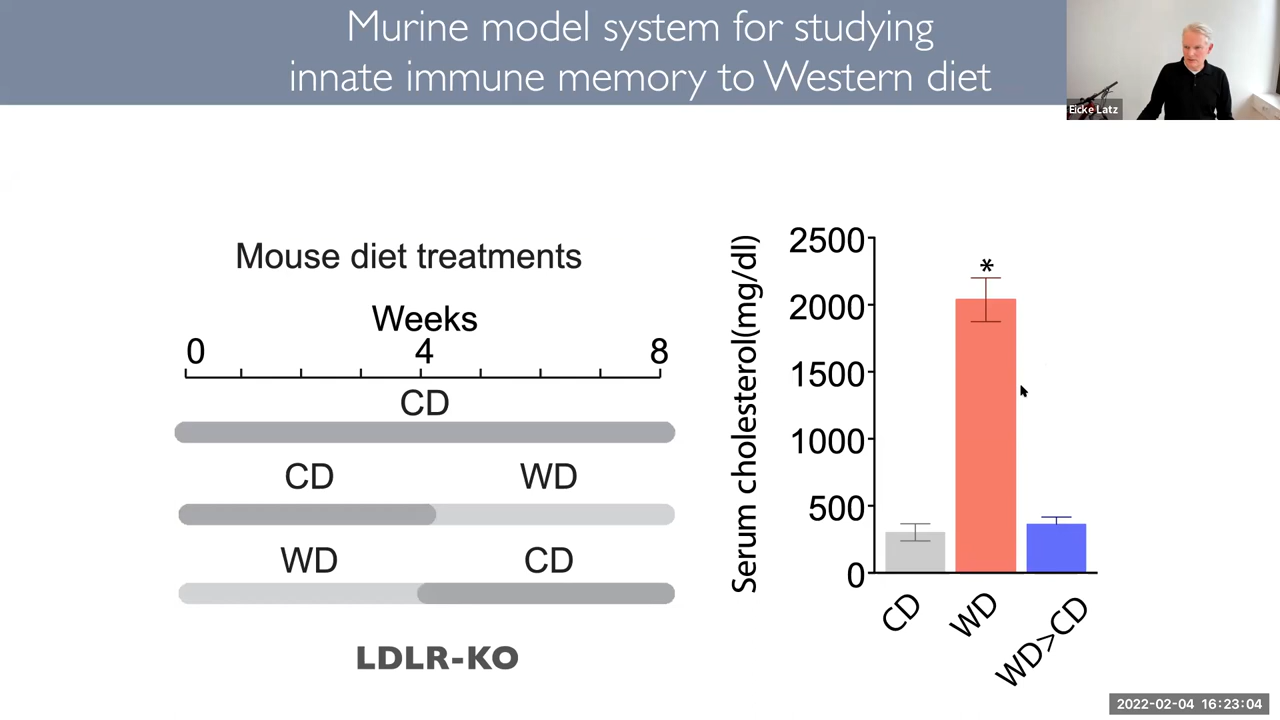 Murine model system for studying
innate immune memory to Western diet
Eicke Latz
Mouse diet treatments
Weeks
0 4 8
CD
CD WD
WD CD
LDLR-KO
Serum cholesterol(mg/dl)
2500
2000
1500
1000
500
0
*
CD
WD
WD>CD
2022-02-04 16:23:04